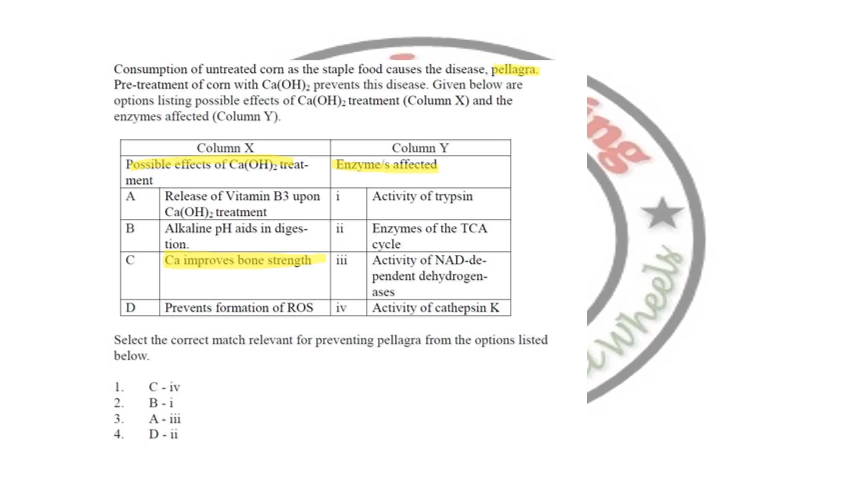 Consumption of untreated corn as the staple food causes the disease, pellagra.
Pre-treatment of corn with Ca(OH)₂ prevents this disease. Given below are
options listing possible effects of Ca(OH)₂ treatment (Column X) and the
enzymes affected (Column Y).
Column X Column Y
Possible effects of Ca(OH)₂ treat-
ment
Enzyme/s affected
A Release of Vitamin B3 upon
Ca(OH)₂ treatment
i Activity of trypsin
B Alkaline pH aids in diges-
tion.
ii Enzymes of the TCA
cycle
C Ca improves bone strength
iii Activity of NAD-de-
pendent dehydrogen-
ases
D Prevents formation of ROS
iv Activity of cathepsin K
Select the correct match relevant for preventing pellagra from the options listed
below.
1. C - iv
2. B - i
3. A - iii
4. D - ii
ing
Wheels